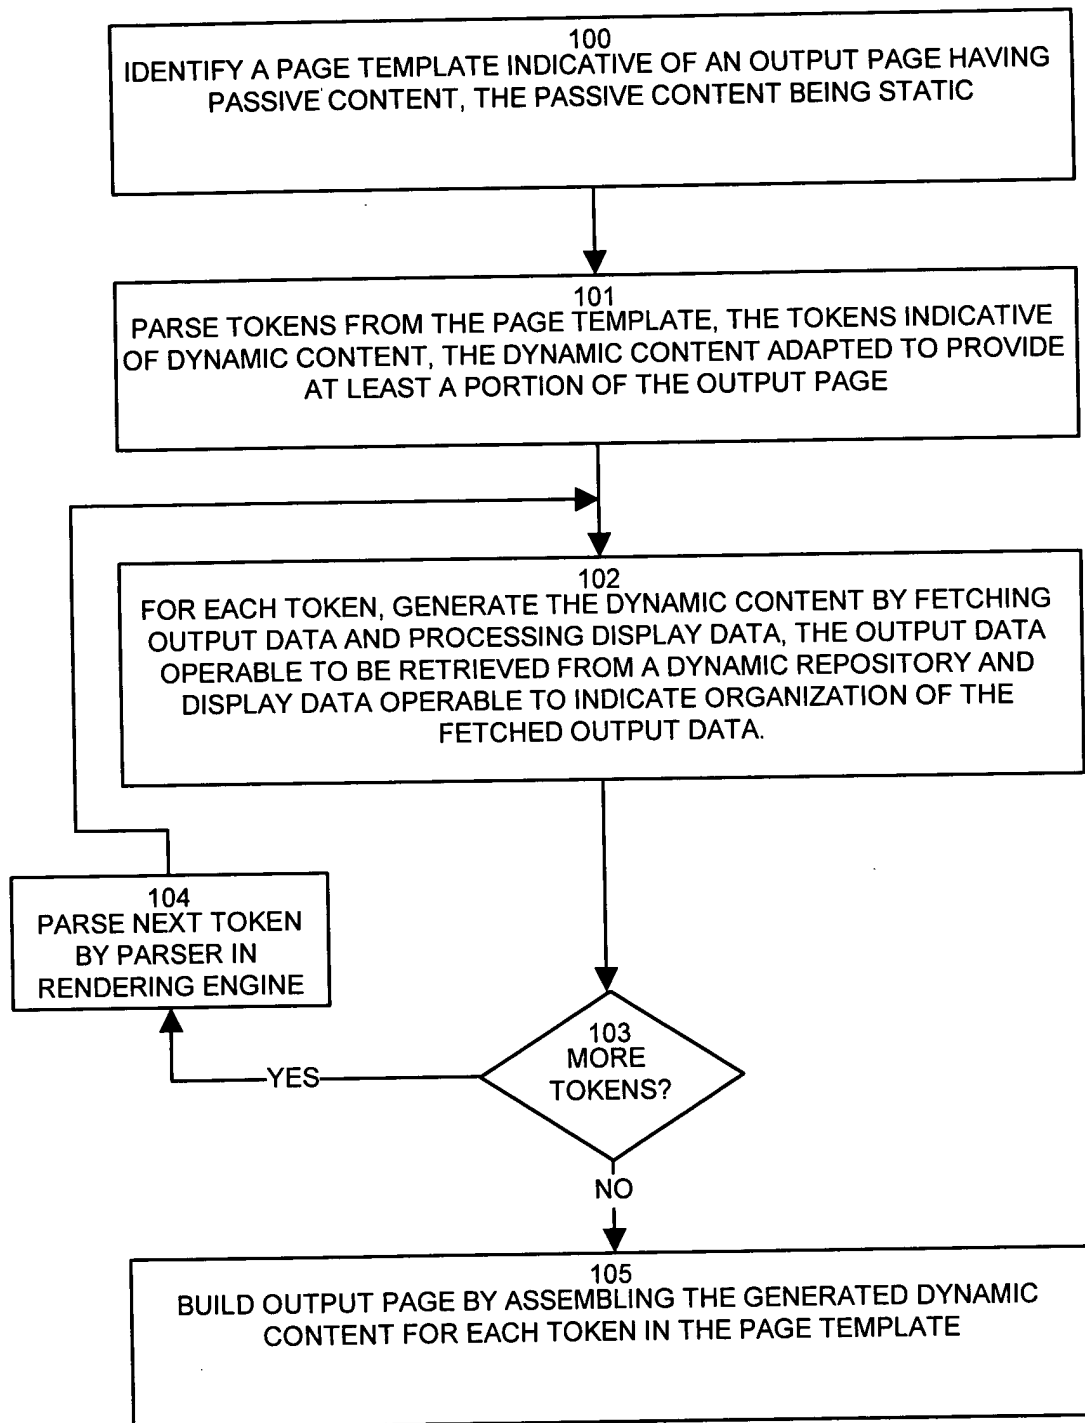 100
IDENTIFY A PAGE TEMPLATE INDICATIVE OF AN OUTPUT PAGE HAVING
PASSIVE CONTENT, THE PASSIVE CONTENT BEING STATIC
101
PARSE TOKENS FROM THE PAGE TEMPLATE, THE TOKENS INDICATIVE
OF DYNAMIC CONTENT, THE DYNAMIC CONTENT ADAPTED TO PROVIDE
AT LEAST A PORTION OF THE OUTPUT PAGE
102
FOR EACH TOKEN, GENERATE THE DYNAMIC CONTENT BY FETCHING
OUTPUT DATA AND PROCESSING DISPLAY DATA, THE OUTPUT DATA
OPERABLE TO BE RETRIEVED FROM A DYNAMIC REPOSITORY AND
DISPLAY DATA OPERABLE TO INDICATE ORGANIZATION OF THE
FETCHED OUTPUT DATA.
104
PARSE NEXT TOKEN
BY PARSER IN
RENDERING ENGINE
103
MORE
TOKENS?
YES
NO
105
BUILD OUTPUT PAGE BY ASSEMBLING THE GENERATED DYNAMIC
CONTENT FOR EACH TOKEN IN THE PAGE TEMPLATE